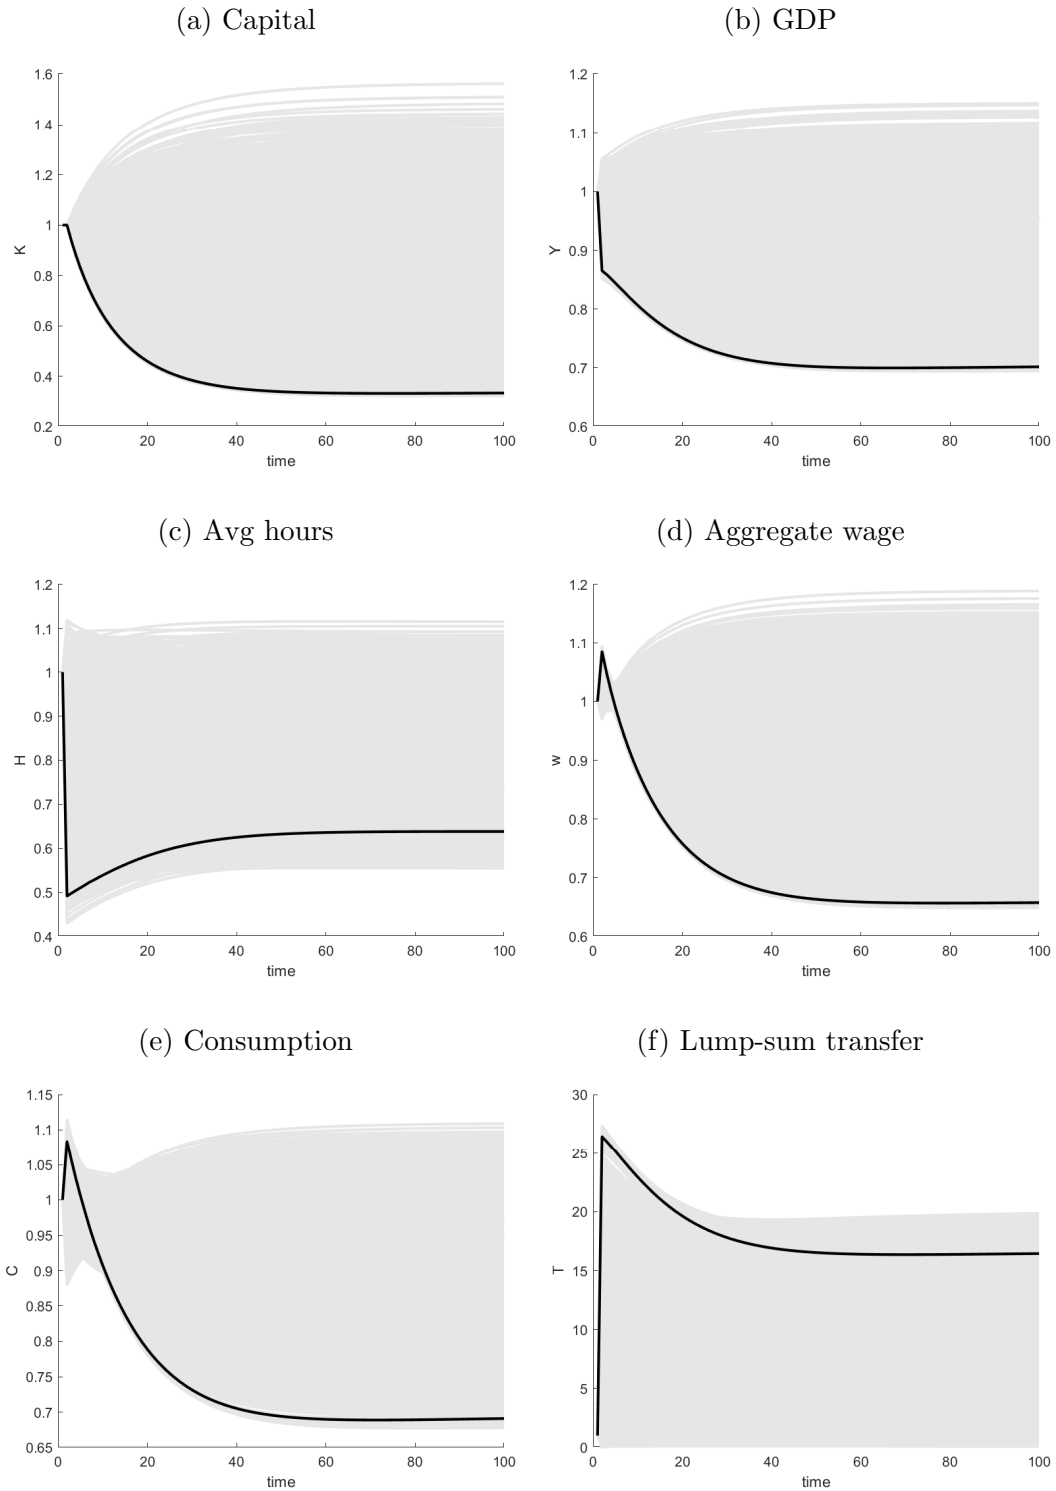 (a) Capital
(b) GDP
1.6
1.4
1.2
1
0.8
0.6
0.4
0.2
K
0 20 40 60 80 100
time
1.2
1.1
1
0.9
0.8
0.7
0.6
Y
0 20 40 60 80 100
time
(c) Avg hours
(d) Aggregate wage
1.2
1.1
1
0.9
0.8
0.7
0.6
0.5
0.4
H
0 20 40 60 80 100
time
1.2
1.1
1
0.9
0.8
0.7
0.6
w
0 20 40 60 80 100
time
(e) Consumption
(f) Lump-sum transfer
1.15
1.1
1.05
1
0.95
0.9
0.85
0.8
0.75
0.7
0.65
C
0 20 40 60 80 100
time
30
25
20
15
10
5
0
T
0 20 40 60 80 100
time